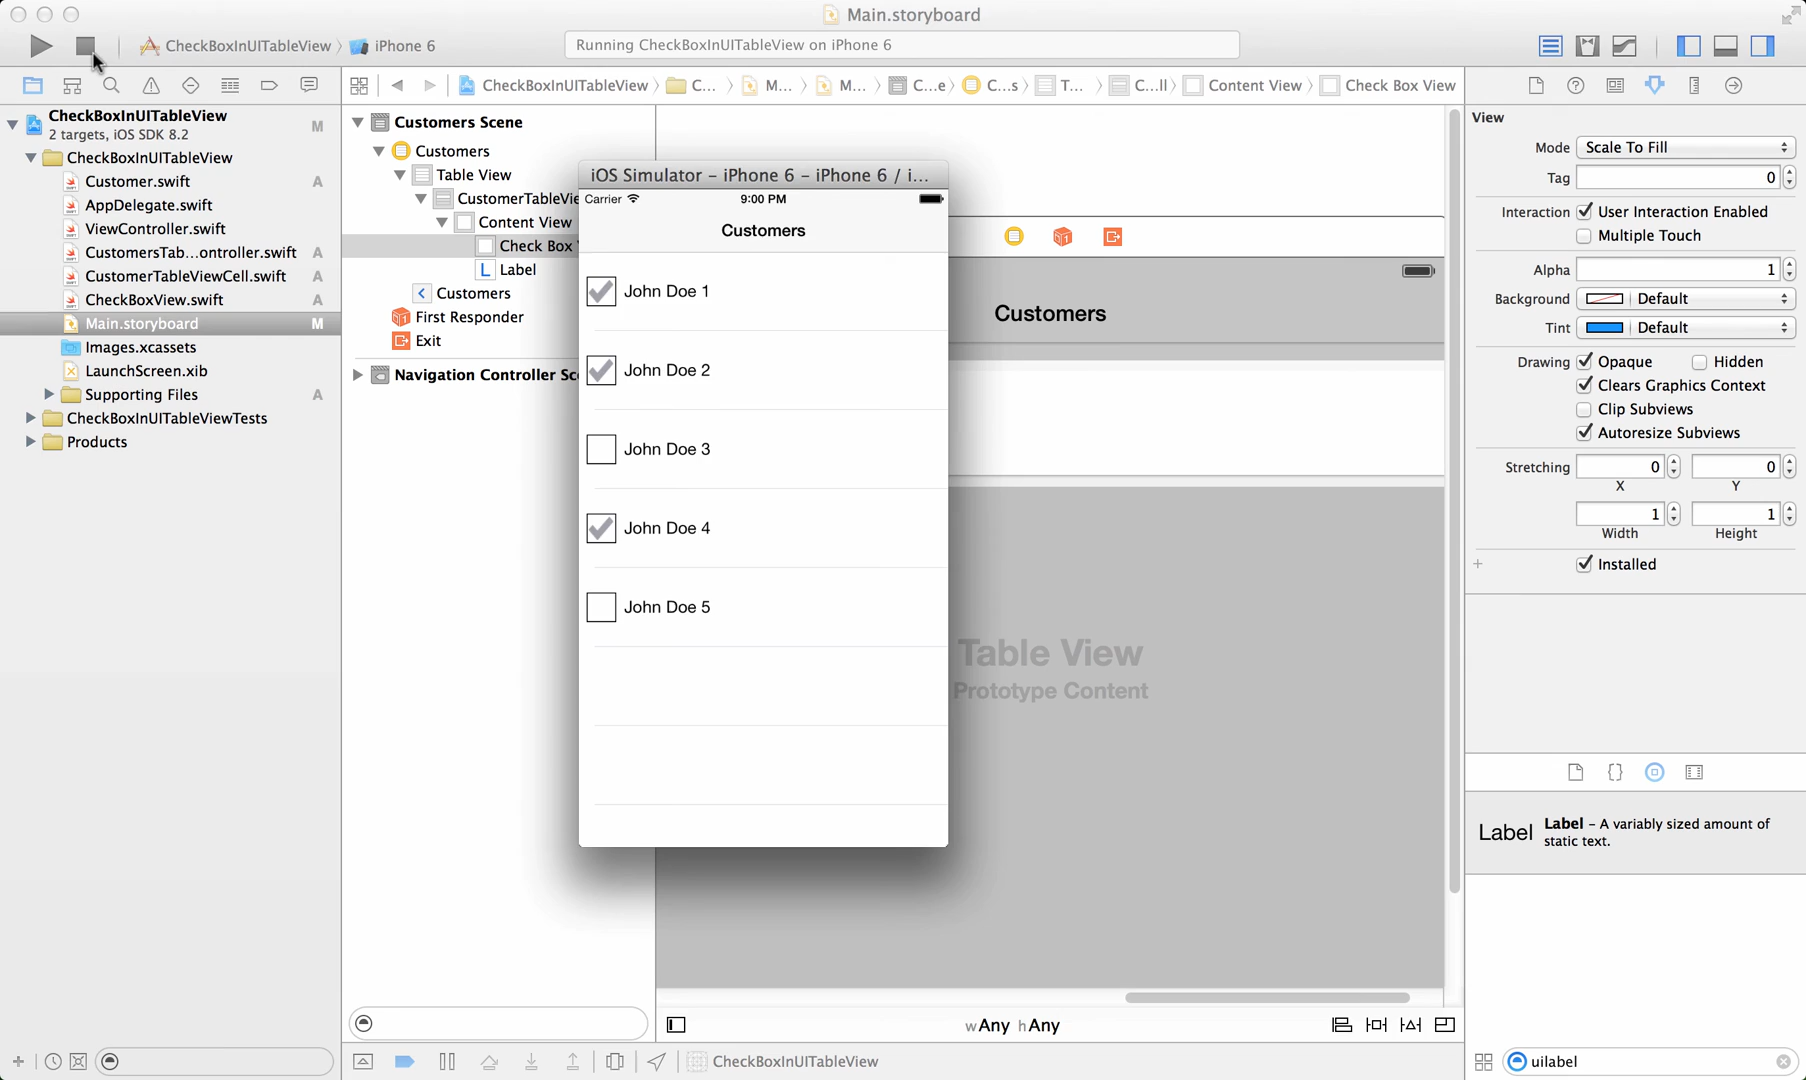 Main.storyboard
CheckBoxInUITableView
iPhone 6
Running CheckBoxInUITableView on iPhone 6
CheckBoxInUITableView
C...
M...
M...
C...e
C...s
T...
C...ll
Content View
Check Box View
CheckBoxInUITableView
M
2 targets, iOS SDK 8.2
CheckBoxInUITableView
Customer.swift
A
AppDelegate.swift
ViewController.swift
CustomersTab...ontroller.swift
A
CustomerTableViewCell.swift
A
CheckBoxView.swift
A
Main.storyboard
M
Images.xcassets
LaunchScreen.xib
Supporting Files
A
CheckBoxInUITableViewTests
Products
Customers Scene
Customers
Table View
CustomerTableVie
Content View
Check Box
L Label
Customers
First Responder
Exit
Navigation Controller Sc
iOS Simulator – iPhone 6 – iPhone 6 / i...
Carrier
9:00 PM
Customers
John Doe 1
John Doe 2
John Doe 3
John Doe 4
John Doe 5
Customers
Table View
Prototype Content
wAny hAny
CheckBoxInUITableView
View
Mode
Scale To Fill
Tag
0
Interaction
User Interaction Enabled
Multiple Touch
Alpha
1
Background
Default
Tint
Default
Drawing
Opaque
Hidden
Clears Graphics Context
Clip Subviews
Autoresize Subviews
Stretching
0
0
X
Y
1
1
Width
Height
+
Installed
Label
Label – A variably sized amount of
static text.
uilabel